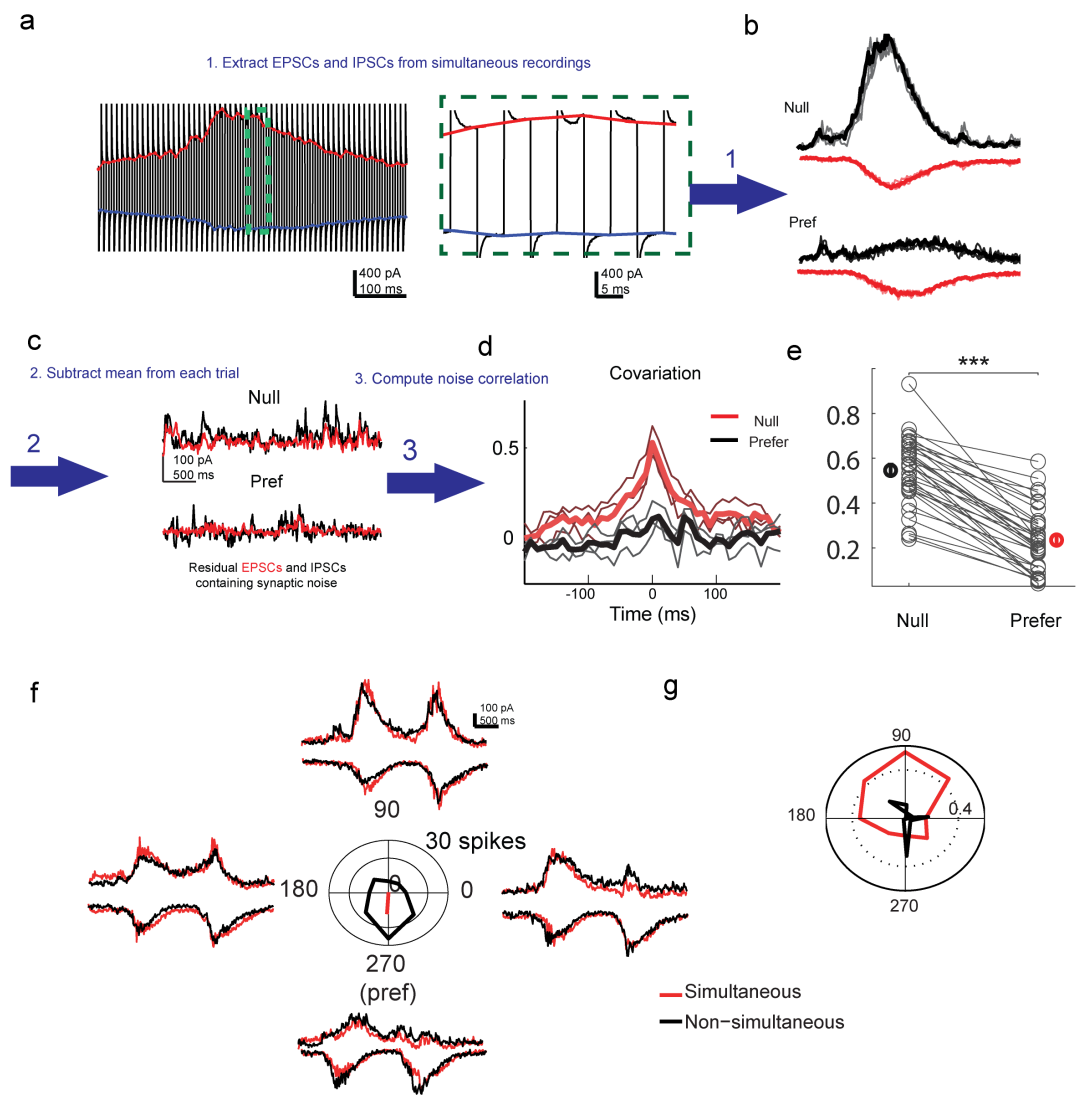 a
1. Extract EPSCs and IPSCs from simultaneous recordings
400 pA
100 ms
400 pA
5 ms
1
b
Null
Pref
c
2. Subtract mean from each trial
2
Null
100 pA
500 ms
Pref
Residual EPSCs and IPSCs
containing synaptic noise
3. Compute noise correlation
3
d
Covariation
Null
Prefer
0.5
0
-100
0
100
Time (ms)
e
***
0.8
0.6
0.4
0.2
Null
Prefer
f
100 pA
500 ms
90
30 spikes
180
0
0
270
(pref)
g
90
180
0.4
270
Simultaneous
Non-simultaneous